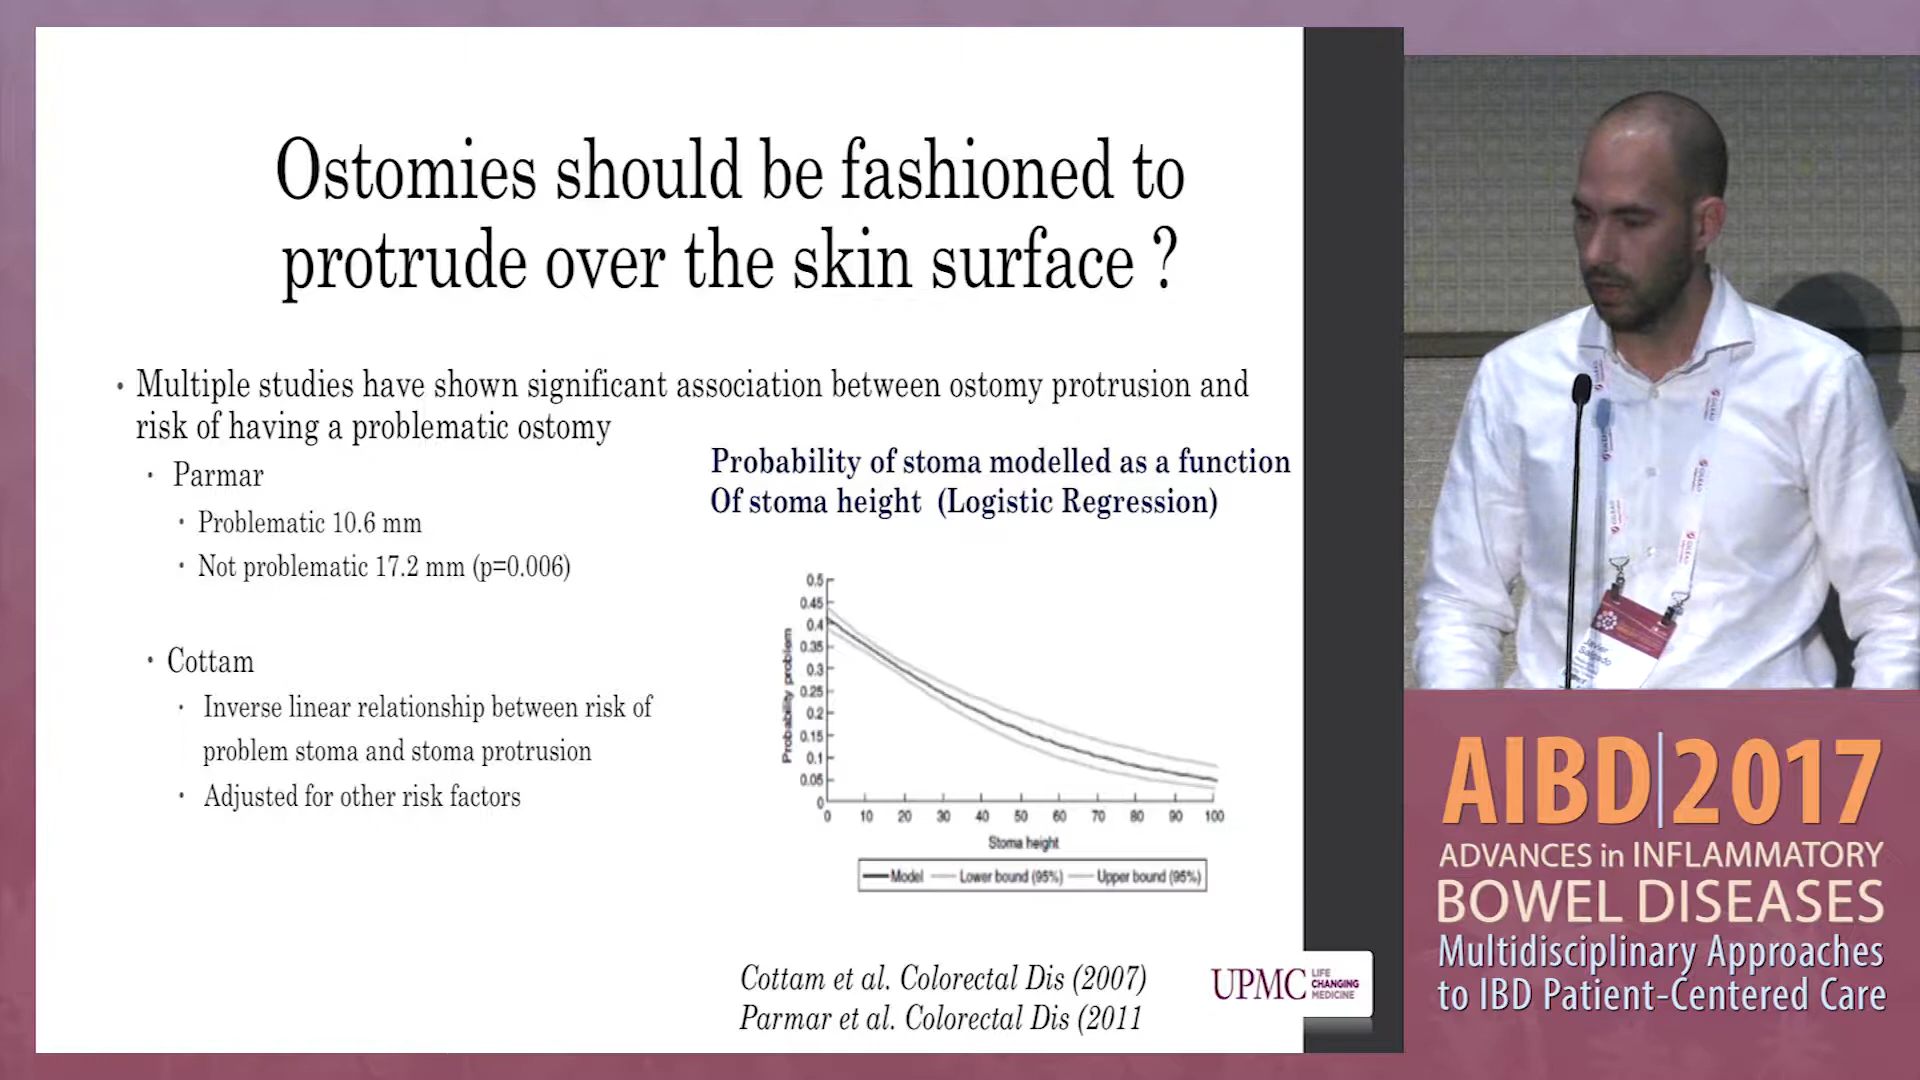 Ostomies should be fashioned to
protrude over the skin surface ?
• Multiple studies have shown significant association between ostomy protrusion and
risk of having a problematic ostomy
• Parmar
• Problematic 10.6 mm
• Not problematic 17.2 mm (p=0.006)
• Cottam
• Inverse linear relationship between risk of
problem stoma and stoma protrusion
• Adjusted for other risk factors
Probability of stoma modelled as a function
Of stoma height (Logistic Regression)
Probability problem
0.5
0.45
0.4
0.35
0.3
0.25
0.2
0.15
0.1
0.05
0
0 10 20 30 40 50 60 70 80 90 100
Stoma height
Model Lower bound (95%) Upper bound (95%)
Cottam et al. Colorectal Dis (2007)
Parmar et al. Colorectal Dis (2011
UPMC LIFE
CHANGING
MEDICINE
Javier
Salgado
AIBD|2017
ADVANCES in INFLAMMATORY
BOWEL DISEASES
Multidisciplinary Approaches
to IBD Patient-Centered Care